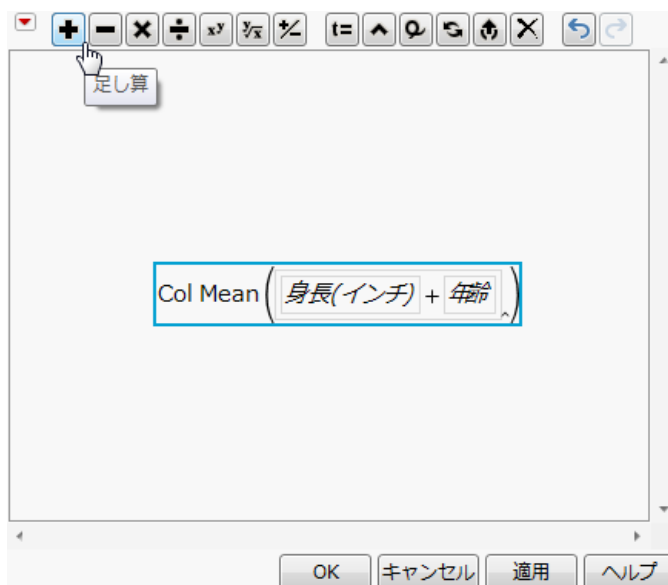 + − × ÷ xʸ ʸ√x +/− t=
足し算
Col Mean ( 身長(インチ) + 年齢 )
OK キャンセル 適用 ヘルプ